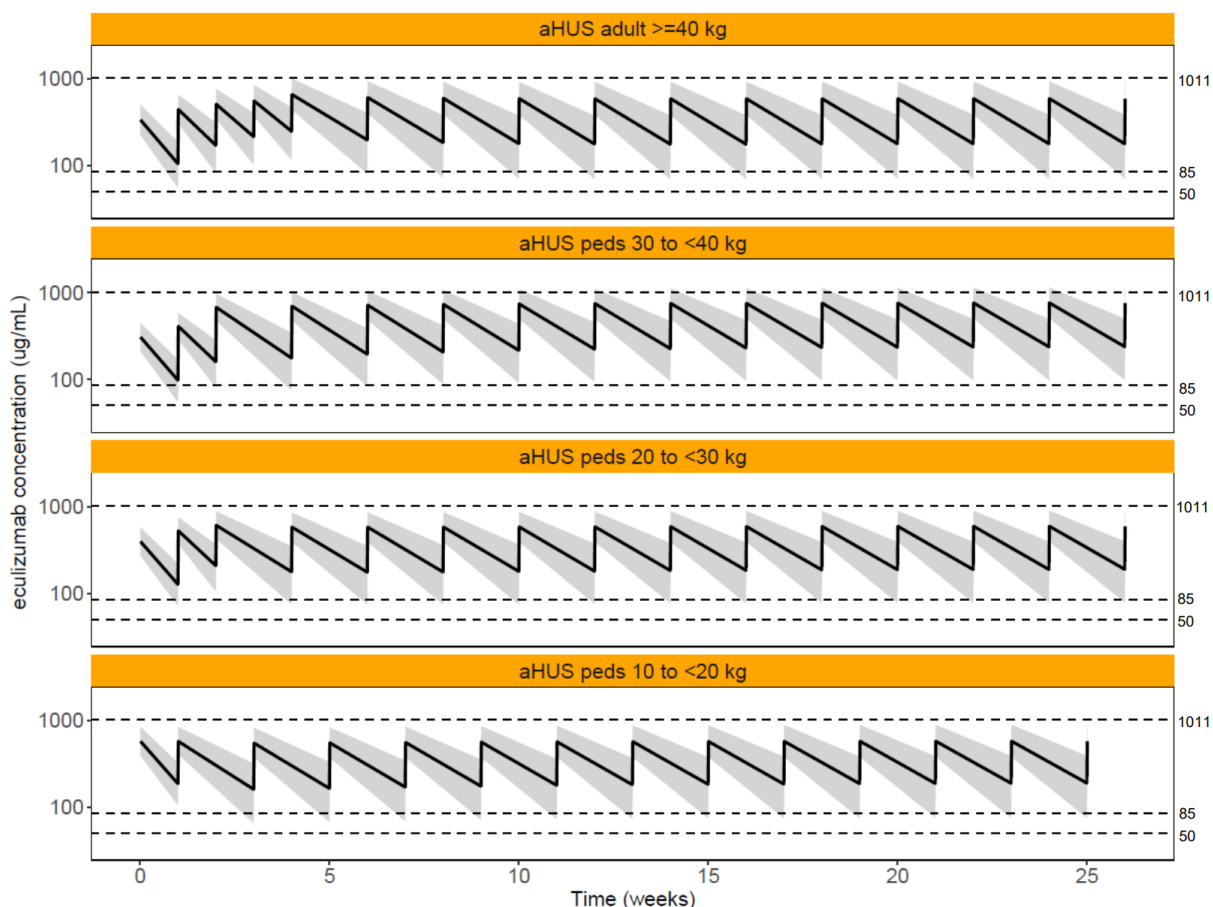 aHUS adult >=40 kg
1000
100
1011
85
50
aHUS peds 30 to <40 kg
1000
100
1011
85
50
aHUS peds 20 to <30 kg
1000
100
1011
85
50
aHUS peds 10 to <20 kg
1000
100
1011
85
50
eculizumab concentration (ug/mL)
0 5 10 15 20 25
Time (weeks)